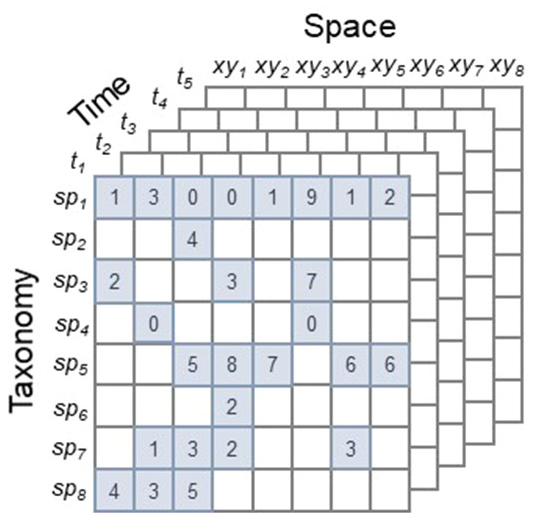 Space
xy1 xy2 xy3 xy4 xy5 xy6 xy7 xy8
Time
t5
t4
t3
t2
t1
Taxonomy
sp1 1 3 0 0 1 9 1 2
sp2 4
sp3 2 3 7
sp4 0 0
sp5 5 8 7 6 6
sp6 2
sp7 1 3 2 3
sp8 4 3 5